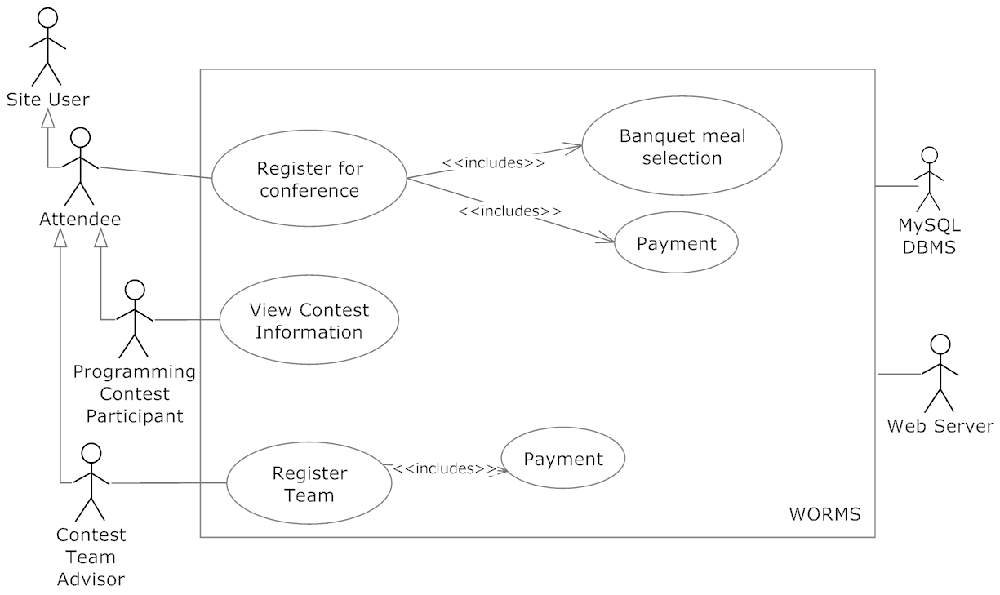 Site User
Attendee
Register for
conference
<<includes>>
Banquet meal
selection
<<includes>>
Payment
MySQL
DBMS
View Contest
Information
Programming
Contest
Participant
Web Server
Register
Team
<<includes>>
Payment
WORMS
Contest
Team
Advisor